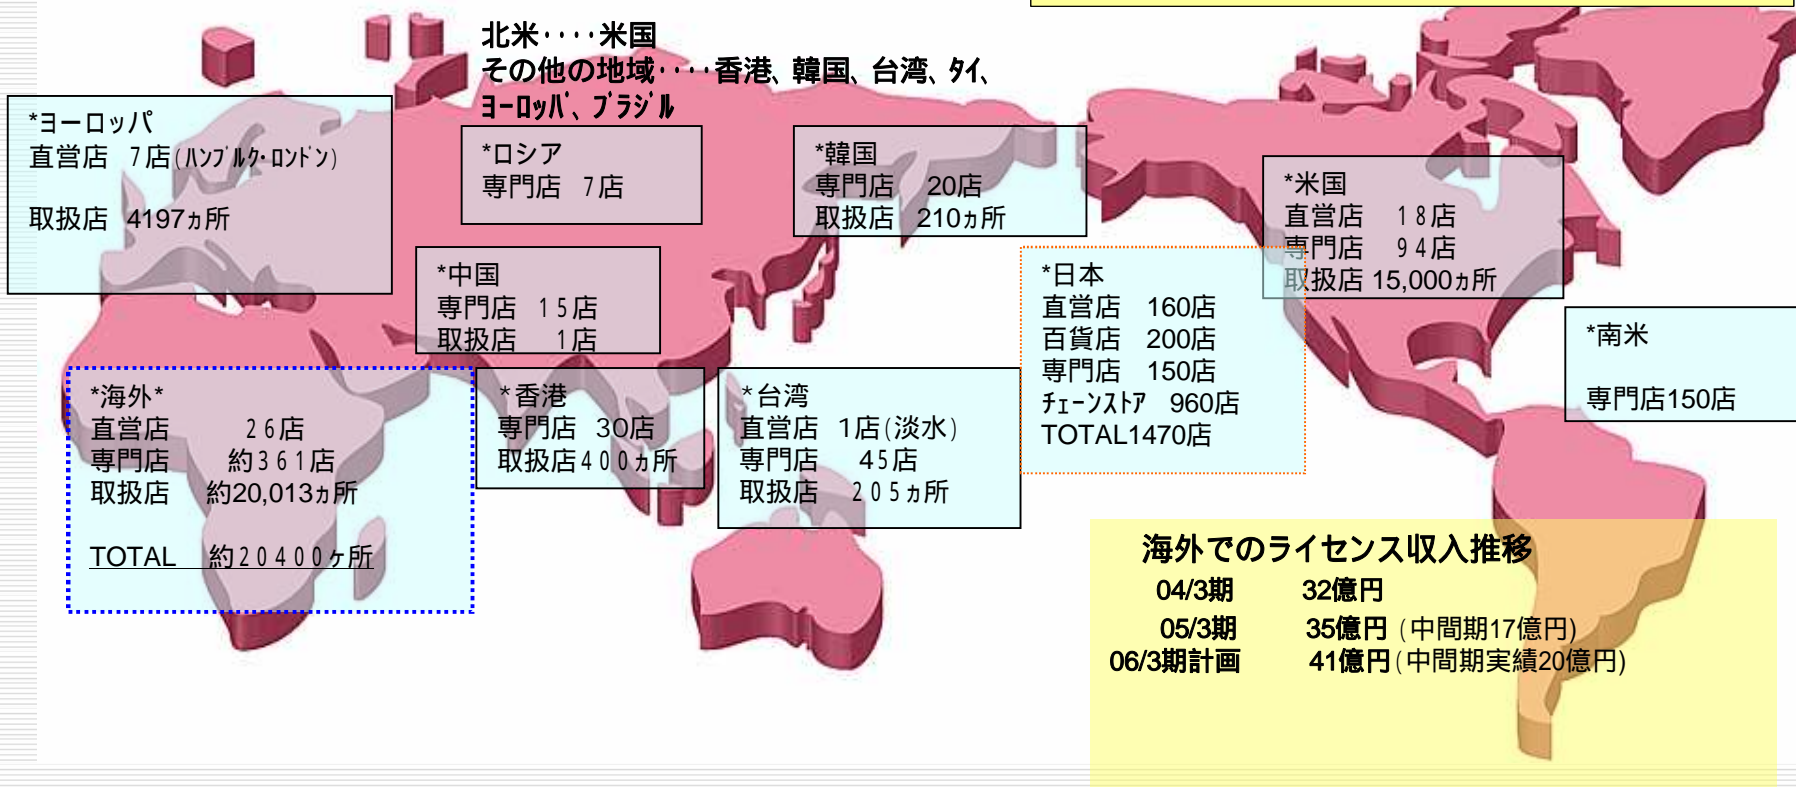 北米‥‥米国
その他の地域‥‥香港、韓国、台湾、ﾀｲ、
ﾖｰﾛｯﾊﾟ、ﾌﾞﾗｼﾞﾙ
*ヨーロッパ
直営店 7店(ﾊﾝﾌﾞﾙｸ･ﾛﾝﾄﾞﾝ)
取扱店 4197ヵ所
*ロシア
専門店 7店
*韓国
専門店 20店
取扱店 210ヵ所
*米国
直営店 18店
専門店 94店
取扱店 15,000ヵ所
*中国
専門店 15店
取扱店 1店
*日本
直営店 160店
百貨店 200店
専門店 150店
ﾁｪｰﾝｽﾄｱ 960店
TOTAL1470店
*南米
専門店150店
*海外*
直営店 26店
専門店 約361店
取扱店 約20,013ヵ所
TOTAL 約20400ヶ所
*香港
専門店 30店
取扱店400ヵ所
*台湾
直営店 1店(淡水)
専門店 45店
取扱店 205ヵ所
海外でのライセンス収入推移
04/3期 32億円
05/3期 35億円(中間期17億円)
06/3期計画 41億円(中間期実績20億円)